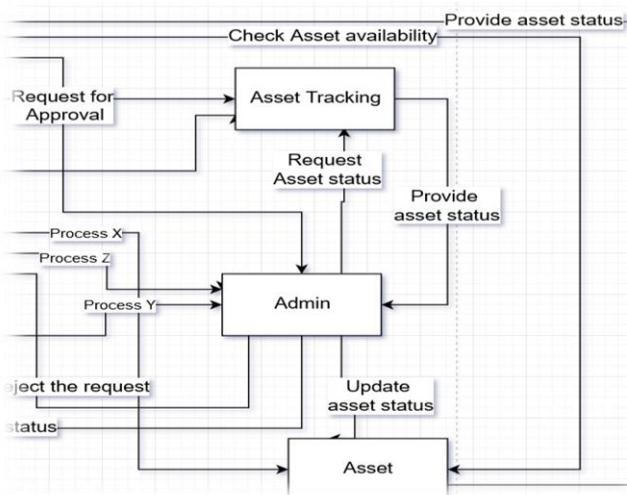 Provide asset status
Check Asset availability
Request for
Approval
Asset Tracking
Request
Asset status
Provide
asset status
Process X
Process Z
Process Y
Admin
eject the request
Update
asset status
status
Asset